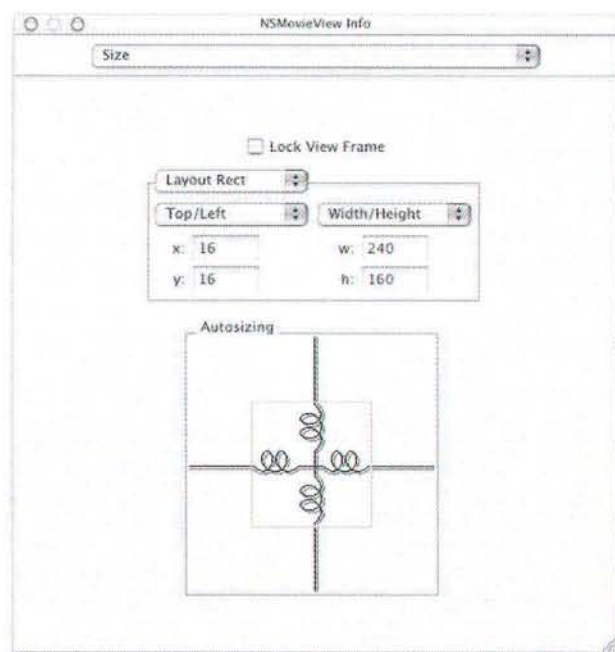 NSMovieView Info
Size
Lock View Frame
Layout Rect
Top/Left Width/Height
x: 16 w: 240
y: 16 h: 160
Autosizing